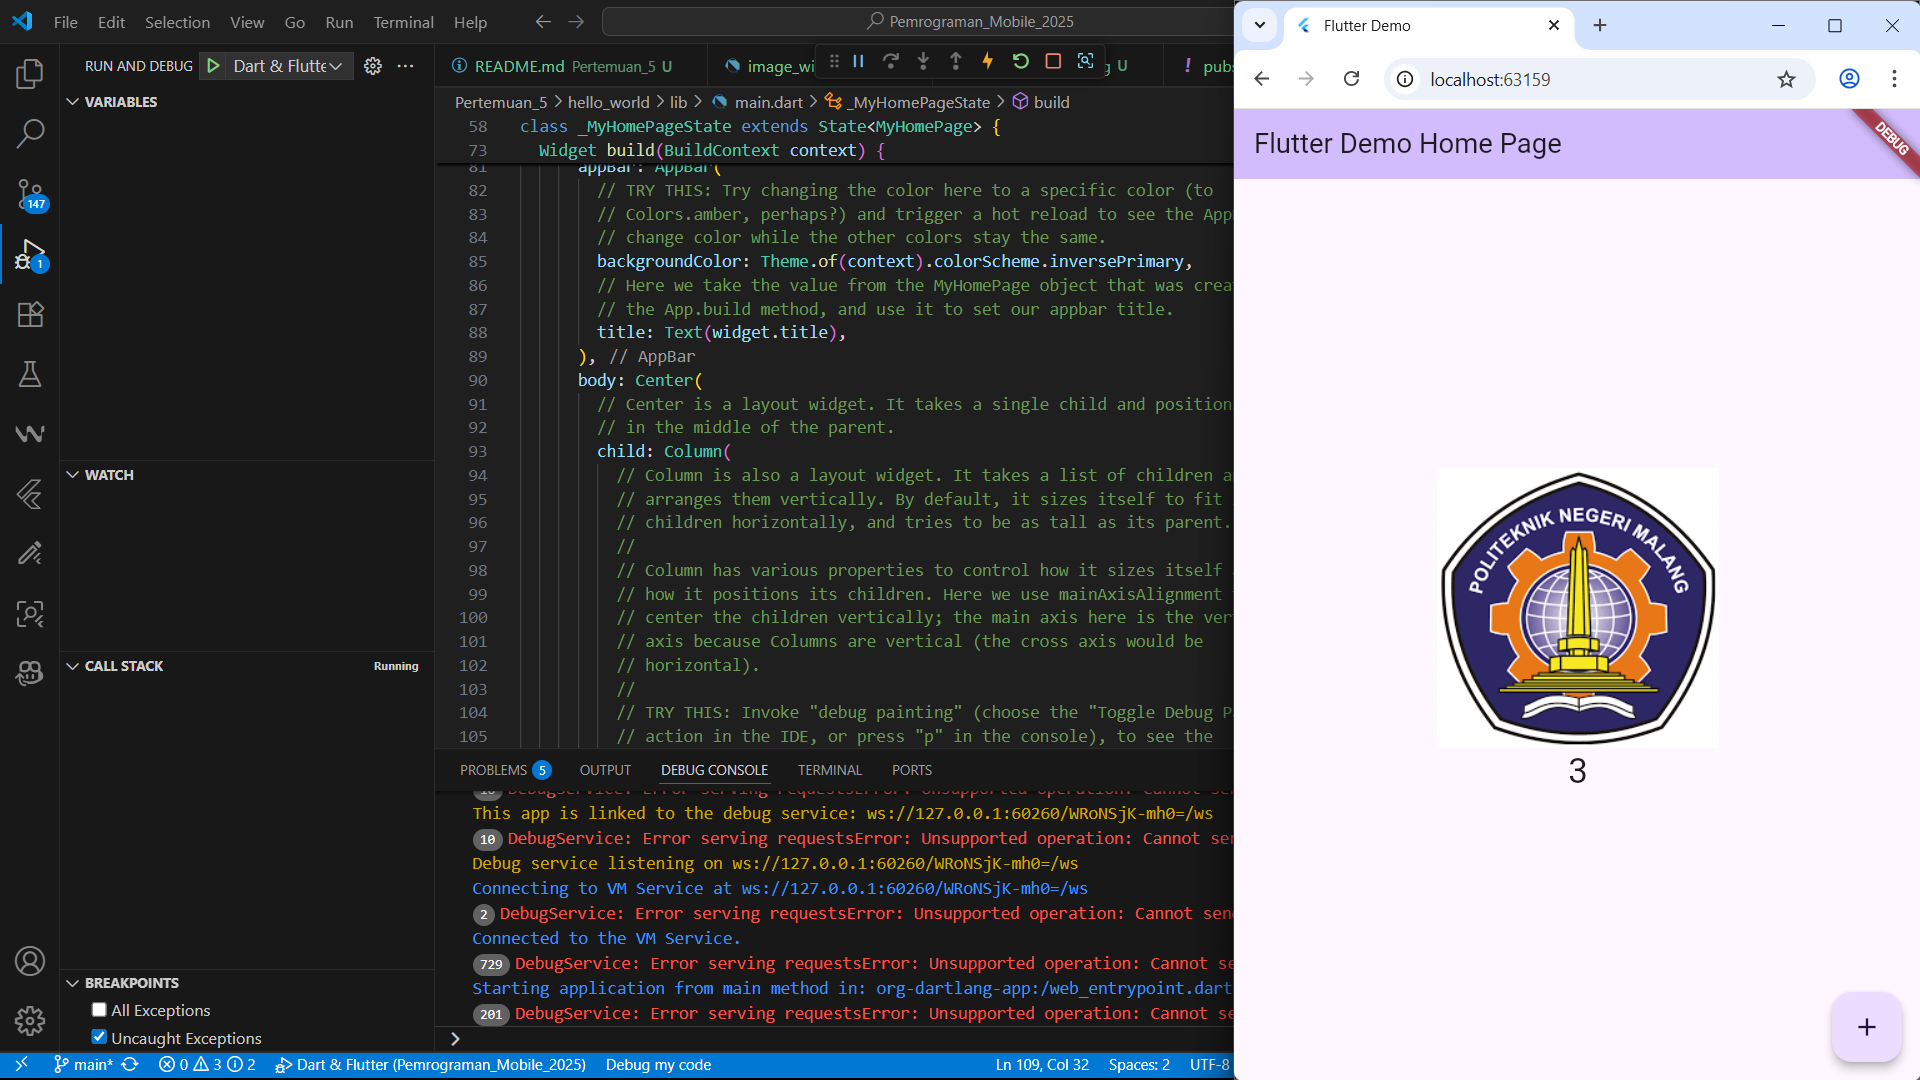 File Edit Selection View Go Run Terminal Help
Pemrograman_Mobile_2025
RUN AND DEBUG
Dart & Flutte
README.md Pertemuan_5 U
image_wi
g U
! pubs
147
1
VARIABLES
WATCH
CALL STACK
Running
BREAKPOINTS
All Exceptions
Uncaught Exceptions
Pertemuan_5 > hello_world > lib > main.dart > _MyHomePageState > build
58 class _MyHomePageState extends State<MyHomePage> {
73 Widget build(BuildContext context) {
81 appBar: AppBar(
82 // TRY THIS: Try changing the color here to a specific color (to
83 // Colors.amber, perhaps?) and trigger a hot reload to see the App
84 // change color while the other colors stay the same.
85 backgroundColor: Theme.of(context).colorScheme.inversePrimary,
86 // Here we take the value from the MyHomePage object that was crea
87 // the App.build method, and use it to set our appbar title.
88 title: Text(widget.title),
89 ), // AppBar
90 body: Center(
91 // Center is a layout widget. It takes a single child and position
92 // in the middle of the parent.
93 child: Column(
94 // Column is also a layout widget. It takes a list of children a
95 // arranges them vertically. By default, it sizes itself to fit
96 // children horizontally, and tries to be as tall as its parent.
97 //
98 // Column has various properties to control how it sizes itself
99 // how it positions its children. Here we use mainAxisAlignment
100 // center the children vertically; the main axis here is the ver
101 // axis because Columns are vertical (the cross axis would be
102 // horizontal).
103 //
104 // TRY THIS: Invoke "debug painting" (choose the "Toggle Debug P
105 // action in the IDE, or press "p" in the console), to see the
PROBLEMS 5 OUTPUT DEBUG CONSOLE TERMINAL PORTS
DebugService: Error serving requestsError: Unsupported operation: Cannot se
This app is linked to the debug service: ws://127.0.0.1:60260/WRoNSjK-mh0=/ws
10 DebugService: Error serving requestsError: Unsupported operation: Cannot se
Debug service listening on ws://127.0.0.1:60260/WRoNSjK-mh0=/ws
Connecting to VM Service at ws://127.0.0.1:60260/WRoNSjK-mh0=/ws
2 DebugService: Error serving requestsError: Unsupported operation: Cannot sen
Connected to the VM Service.
729 DebugService: Error serving requestsError: Unsupported operation: Cannot se
Starting application from main method in: org-dartlang-app:/web_entrypoint.dart
201 DebugService: Error serving requestsError: Unsupported operation: Cannot se
>
main* 0 3 2 Dart & Flutter (Pemrograman_Mobile_2025) Debug my code Ln 109, Col 32 Spaces: 2 UTF-8
Flutter Demo
localhost:63159
Flutter Demo Home Page
DEBUG
POLITEKNIK NEGERI MALANG
3
+